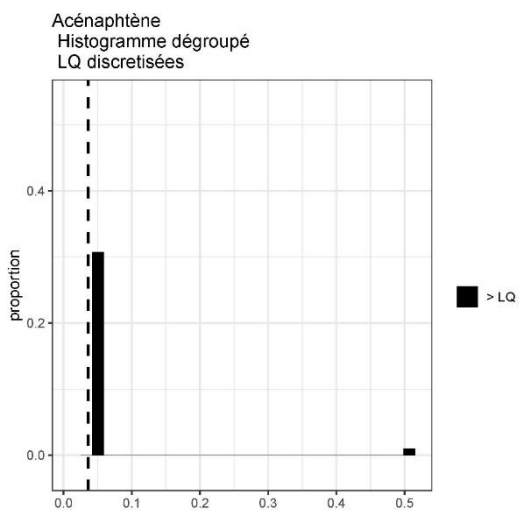 Acénaphtène
Histogramme dégroupé
LQ discretisées
proportion
0.4
0.2
0.0
0.0 0.1 0.2 0.3 0.4 0.5
> LQ